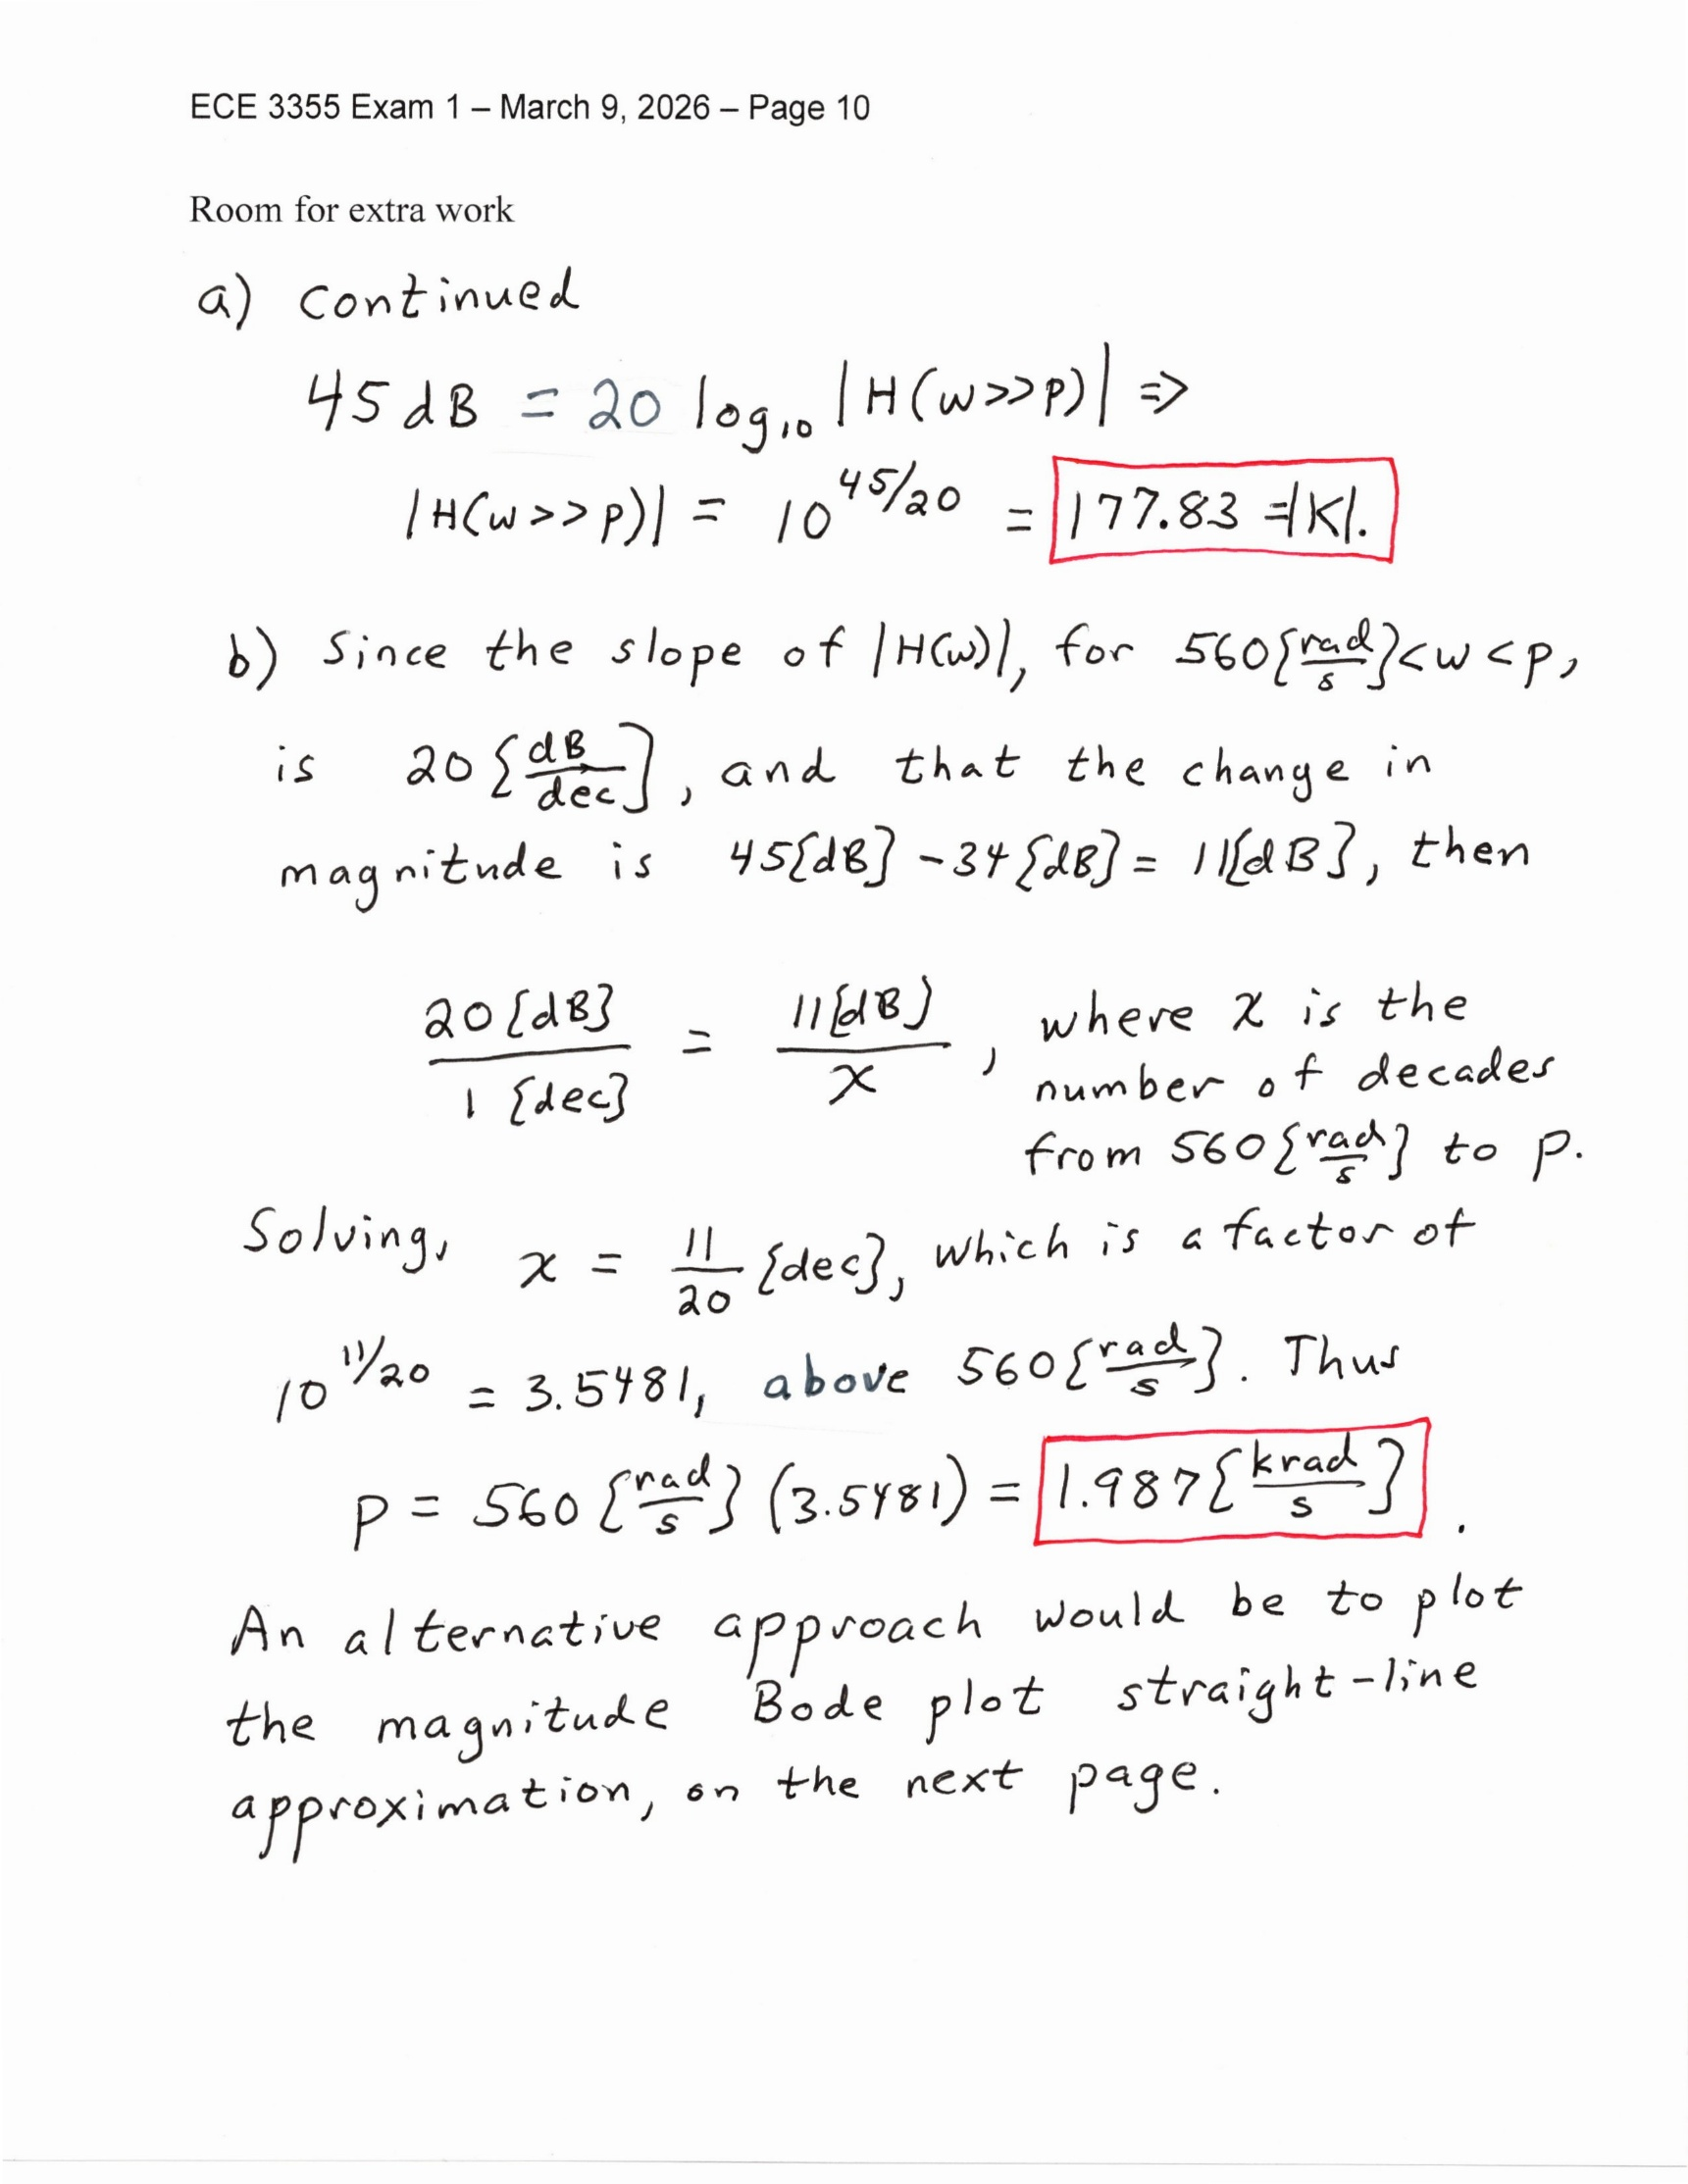 ECE 3355 Exam 1 – March 9, 2026 – Page 10
Room for extra work
a) continued
45 dB = 20 log₁₀ |H(w>>p)| =>
|H(w>>p)| = 10^45/20 = 177.83 = |K|.
b) Since the slope of |H(w)|, for 560[rad/s]<w<p,
is 20[dB/dec], and that the change in
magnitude is 45[dB] - 34[dB] = 11[dB], then
20[dB]/1[dec] = 11[dB]/x , where x is the
number of decades
from 560[rad/s] to p.
Solving, x = 11/20 [dec], which is a factor of
10^11/20 = 3.5481, above 560[rad/s]. Thus
p = 560[rad/s](3.5481) = 1.987[krad/s].
An alternative approach would be to plot
the magnitude Bode plot straight-line
approximation, on the next page.